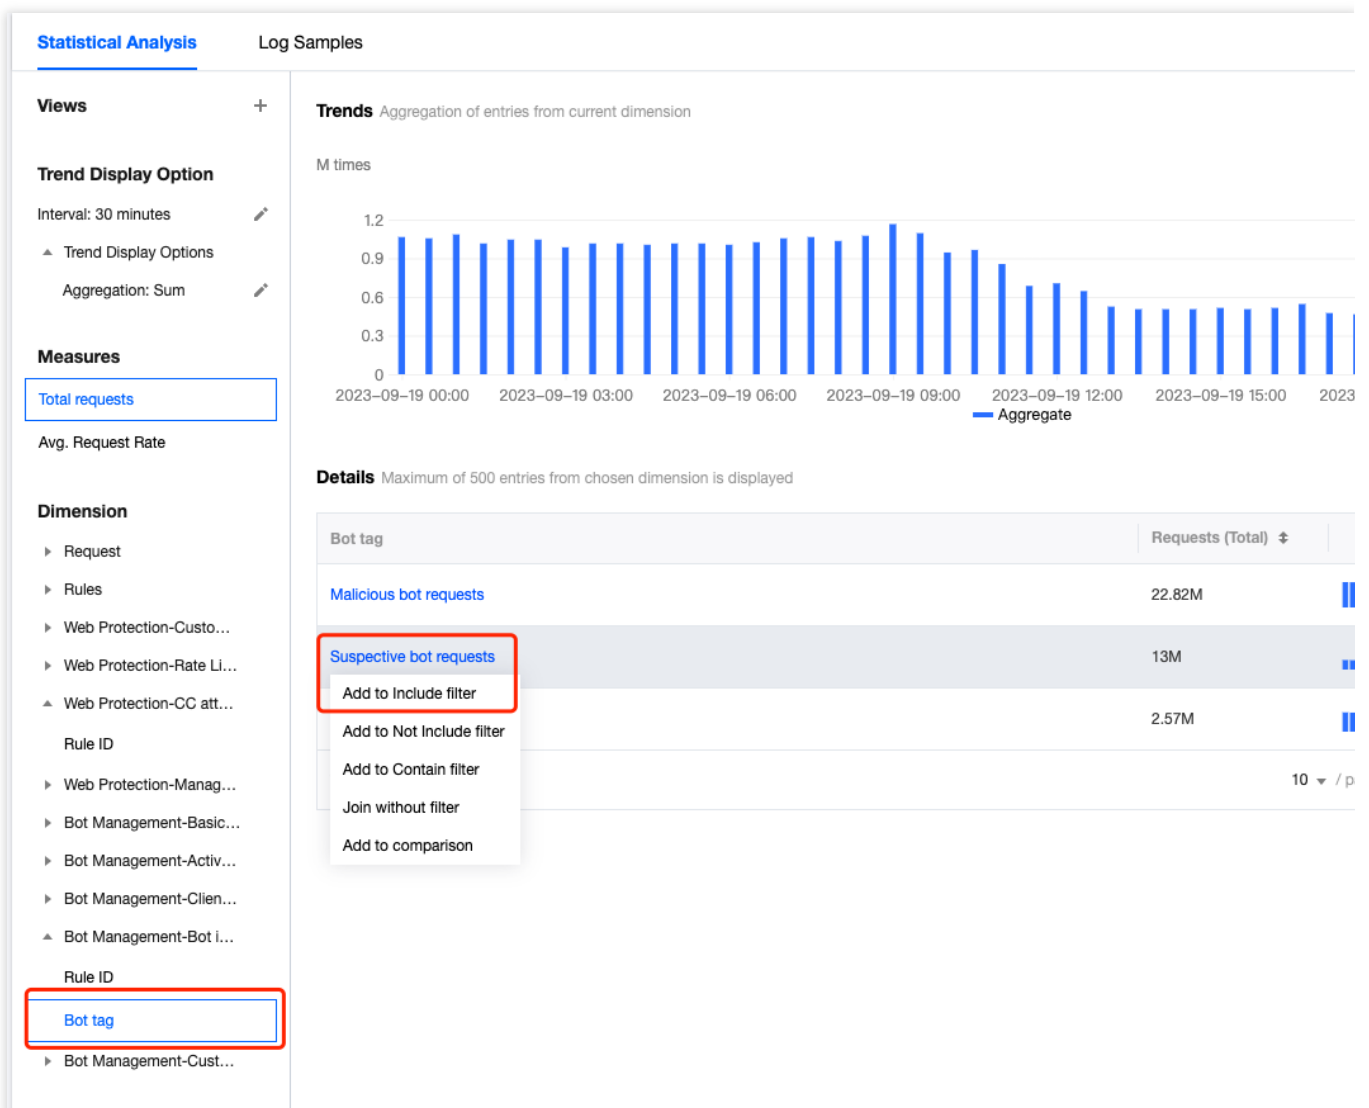 Statistical Analysis
Log Samples
Views
Trend Display Option
Interval: 30 minutes
Trend Display Options
Aggregation: Sum
Measures
Total requests
Avg. Request Rate
Dimension
Request
Rules
Web Protection-Custo...
Web Protection-Rate Li...
Web Protection-CC att...
Rule ID
Web Protection-Manag...
Bot Management-Basic...
Bot Management-Activ...
Bot Management-Clien...
Bot Management-Bot i...
Rule ID
Bot tag
Bot Management-Cust...
Trends Aggregation of entries from current dimension
M times
1.2
0.9
0.6
0.3
0
2023-09-19 00:00 2023-09-19 03:00 2023-09-19 06:00 2023-09-19 09:00 2023-09-19 12:00 2023-09-19 15:00 2023
Aggregate
Details Maximum of 500 entries from chosen dimension is displayed
Bot tag Requests (Total)
Malicious bot requests 22.82M
Suspective bot requests 13M
Add to Include filter
2.57M
Add to Not Include filter
Add to Contain filter
10 / p
Join without filter
Add to comparison